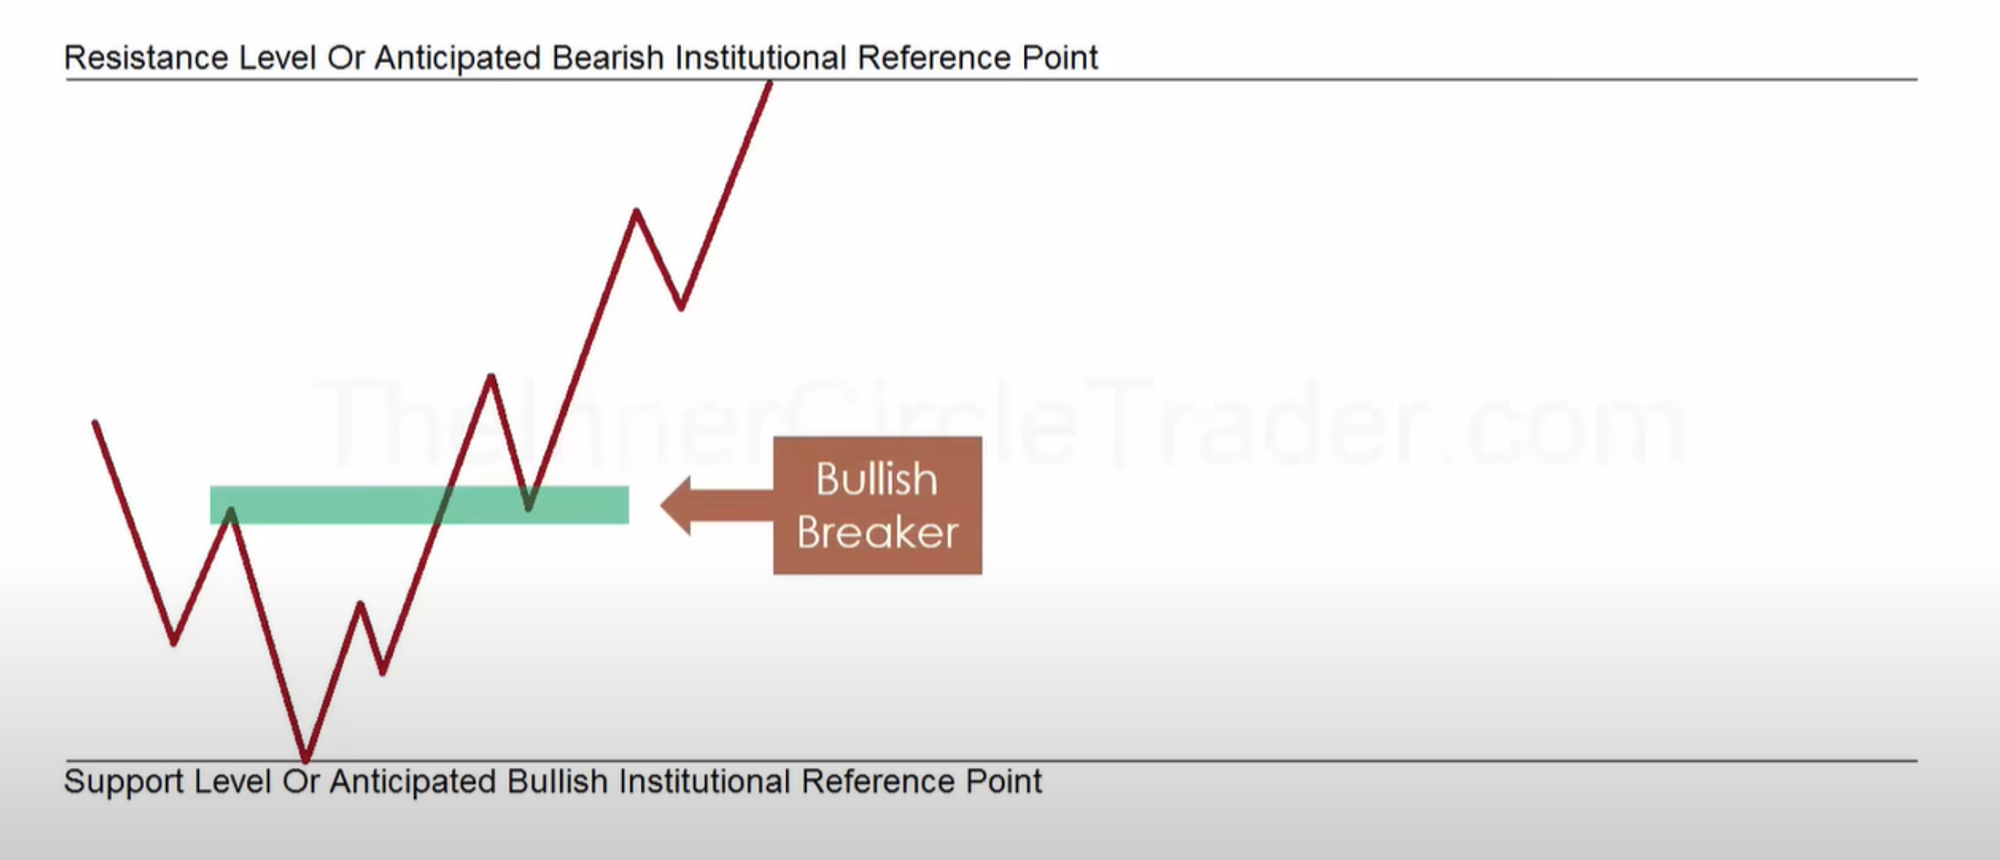 Resistance Level Or Anticipated Bearish Institutional Reference Point
TheInnerCircleTrader.com
Bullish
Breaker
Support Level Or Anticipated Bullish Institutional Reference Point